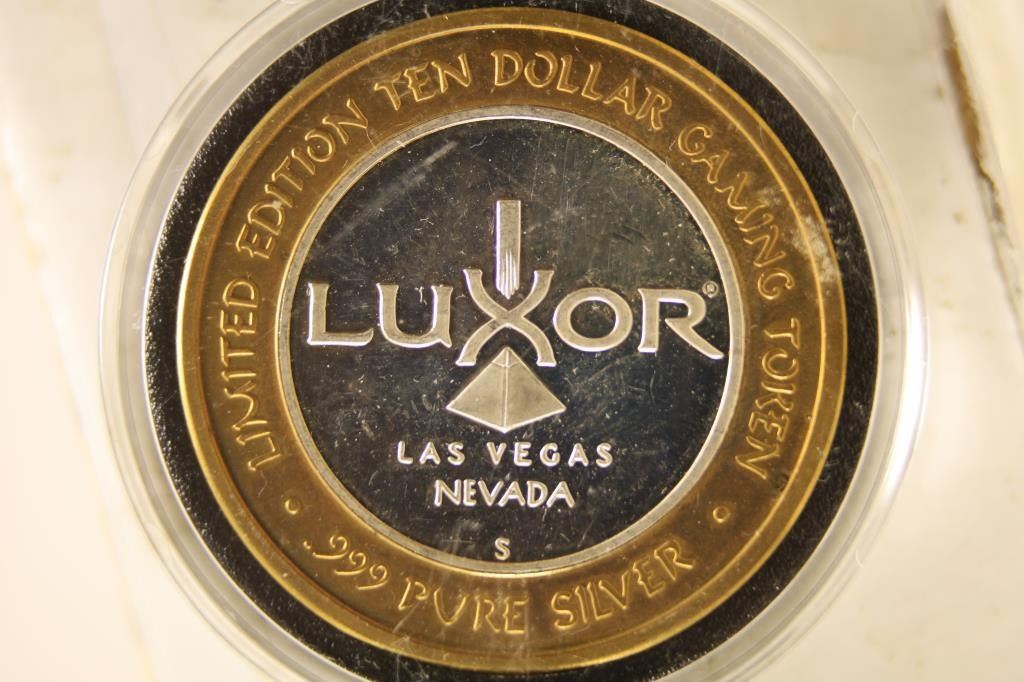 LIMITED EDITION TEN DOLLAR GAMING TOKEN
LUXOR®
LAS VEGAS
NEVADA
S
.999 PURE SILVER